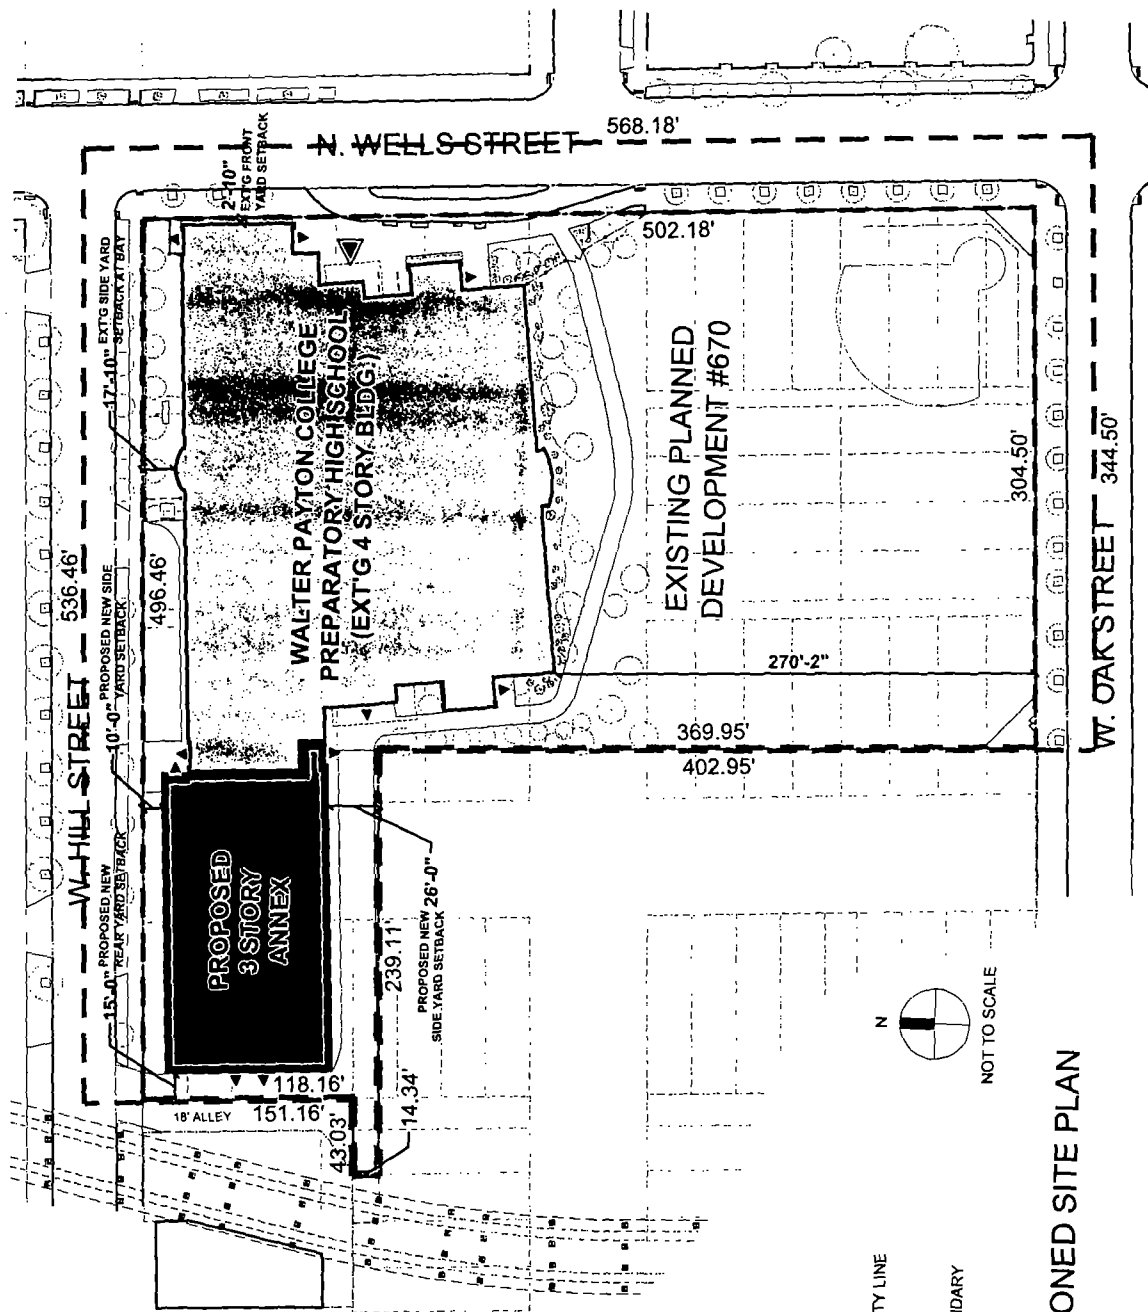 N. WELLS STREET
568.18'
2'-10"
EXT'G FRONT
YARD SETBACK
502.18'
17'-10" EXT'G SIDE YARD
SETBACK AT BAY
WALTER PAYTON COLLEGE
PREPARATORY HIGH SCHOOL
(EXT'G 4 STORY BLDG)
EXISTING PLANNED
DEVELOPMENT #670
304.50'
344.50'
W. OAK STREET
536.46'
496.46'
W. HILL STREET
10'-0" PROPOSED NEW SIDE
YARD SETBACK
270'-2"
369.95'
402.95'
15'-0" PROPOSED NEW
REAR YARD SETBACK
PROPOSED
3 STORY
ANNEX
239.11'
PROPOSED NEW
SIDE YARD SETBACK 26'-0"
118.16'
18' ALLEY
151.16'
43.03'
14.34'
N
NOT TO SCALE
TY LINE
NDARY
ONED SITE PLAN